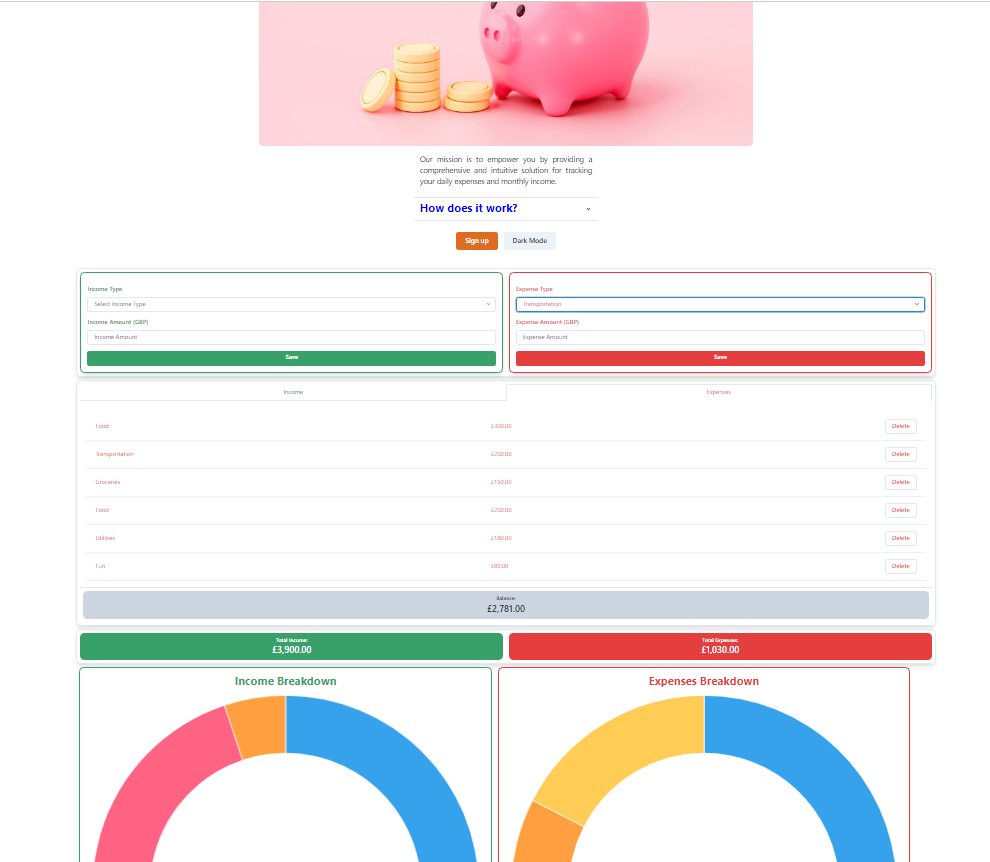 Our mission is to empower you by providing a
comprehensive and intuitive solution for tracking
your daily expenses and monthly income.
How does it work?
Sign up
Dark Mode
Income Type
Select Income Type
Income Amount (GBP)
Income Amount
Save
Expense Type
Transportation
Expense Amount (GBP)
Expense Amount
Save
Income
Expenses
Food £300.00 Delete
Transportation £200.00 Delete
Groceries £150.00 Delete
Food £200.00 Delete
Utilities £180.00 Delete
Fun £89.00 Delete
Balance:
£2,781.00
Total Income:
£3,900.00
Total Expenses:
£1,030.00
Income Breakdown
Expenses Breakdown